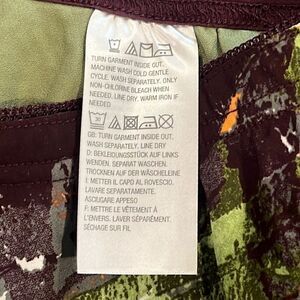 TURN GARMENT INSIDE OUT,
MACHINE WASH COLD-GENTLE
CYCLE. WASH SEPARATELY. ONLY
NON-CHLORINE BLEACH WHEN
NEEDED. LINE DRY. WARM IRON IF
NEEDED
30
GB: TURN GARMENT INSIDE OUT,
WASH SEPARATELY, LINE DRY
D: BEKLEIDUNGSSTÜCK AUF LINKS
WENDEN. SEPARAT WASCHEN.
TROCKNEN AUF DER WÄSCHELEINE
I: METTERE IL CAPO AL ROVESCIO.
LAVARE SEPARATAMENTE.
ASCIUGARE APPESO
F: METTRE LE VÊTEMENT À
L'ENVERS. LAVER SÉPARÉMENT.
SÉCHAGE SUR FIL